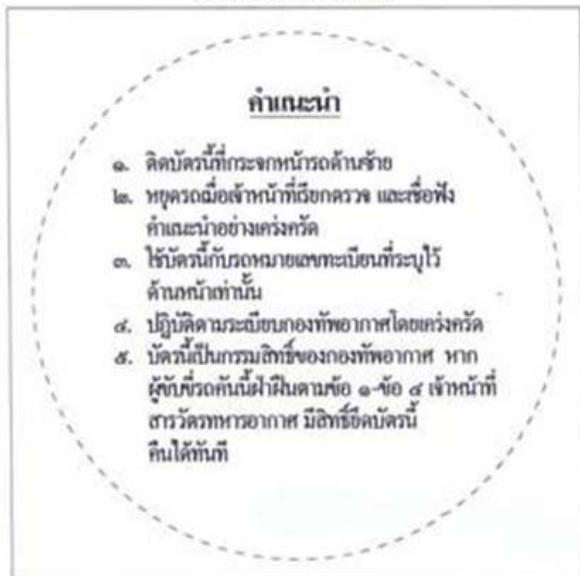 คำแนะนำ
๑. ติดบัตรนี้ที่กระจกหน้ารถด้านซ้าย
๒. หยุดรถเมื่อเจ้าหน้าที่เรียกตรวจ และเชื่อฟัง
คำแนะนำอย่างเคร่งครัด
๓. ใช้บัตรนี้กับรถหมายเลขทะเบียนที่ระบุไว้
ด้านหน้าเท่านั้น
๔. ปฏิบัติตามระเบียบกองทัพอากาศโดยเคร่งครัด
๕. บัตรนี้เป็นกรรมสิทธิ์ของกองทัพอากาศ หาก
ผู้ขับขี่รถคันนี้ฝ่าฝืนตามข้อ ๑-ข้อ ๔ เจ้าหน้าที่
สารวัตรทหารอากาศ มีสิทธิ์ยึดบัตรนี้
คืนได้ทันที